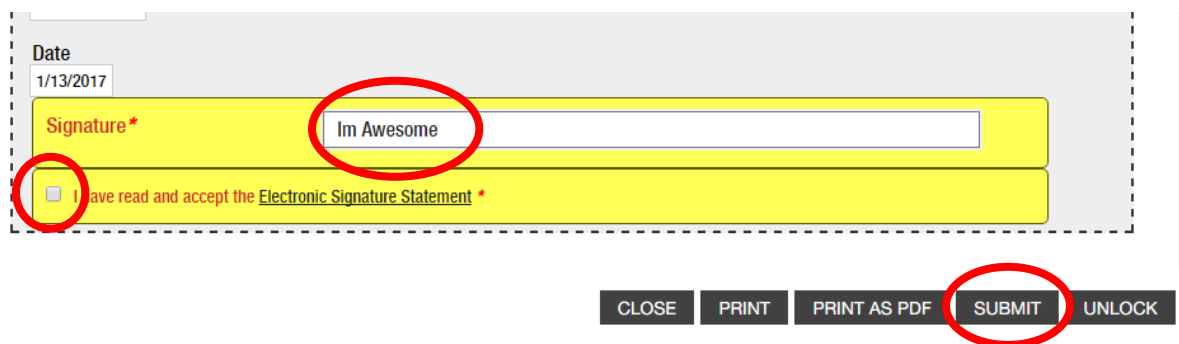 Date
1/13/2017
Signature* Im Awesome
I have read and accept the Electronic Signature Statement *
CLOSE PRINT PRINT AS PDF SUBMIT UNLOCK